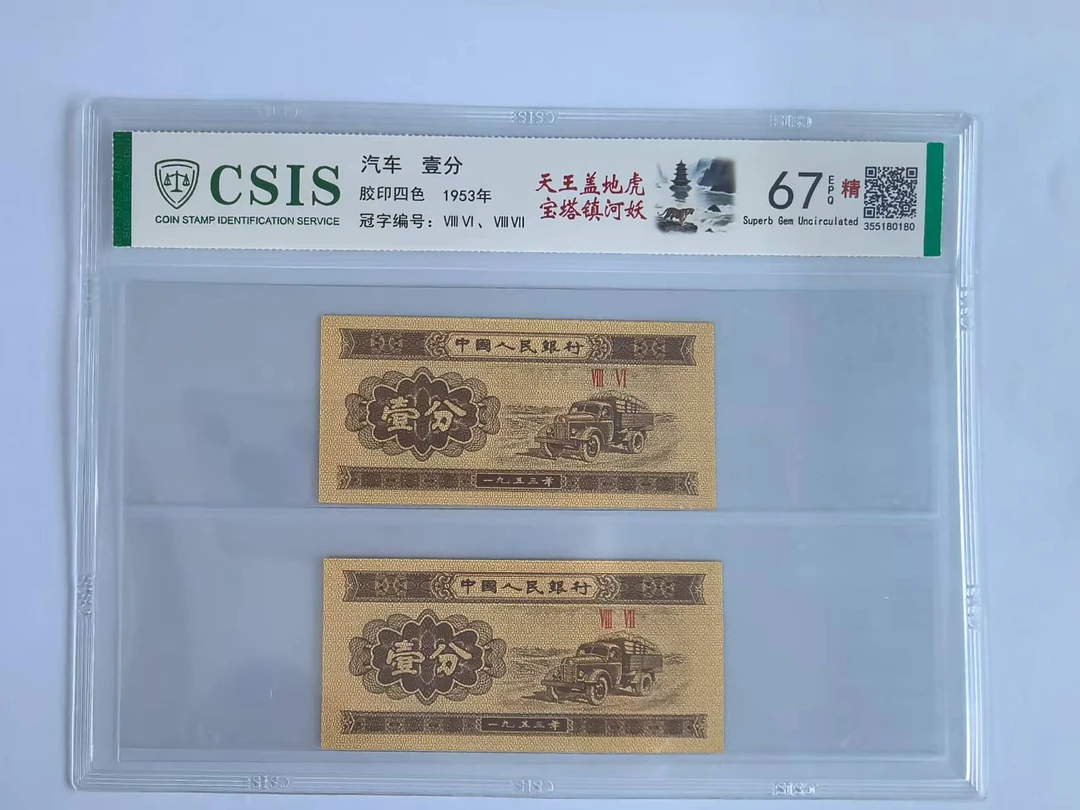 CSIS
COIN STAMP IDENTIFICATION SERVICE
汽车 壹分
胶印四色 1953年
冠字编号：Ⅷ Ⅵ、Ⅷ Ⅶ
天王盖地虎
宝塔镇河妖
67 EPQ 精
Superb Gem Uncirculated
355180180
中國人民銀行
Ⅷ Ⅵ
壹分
一九五三年
中國人民銀行
Ⅷ Ⅶ
壹分
一九五三年